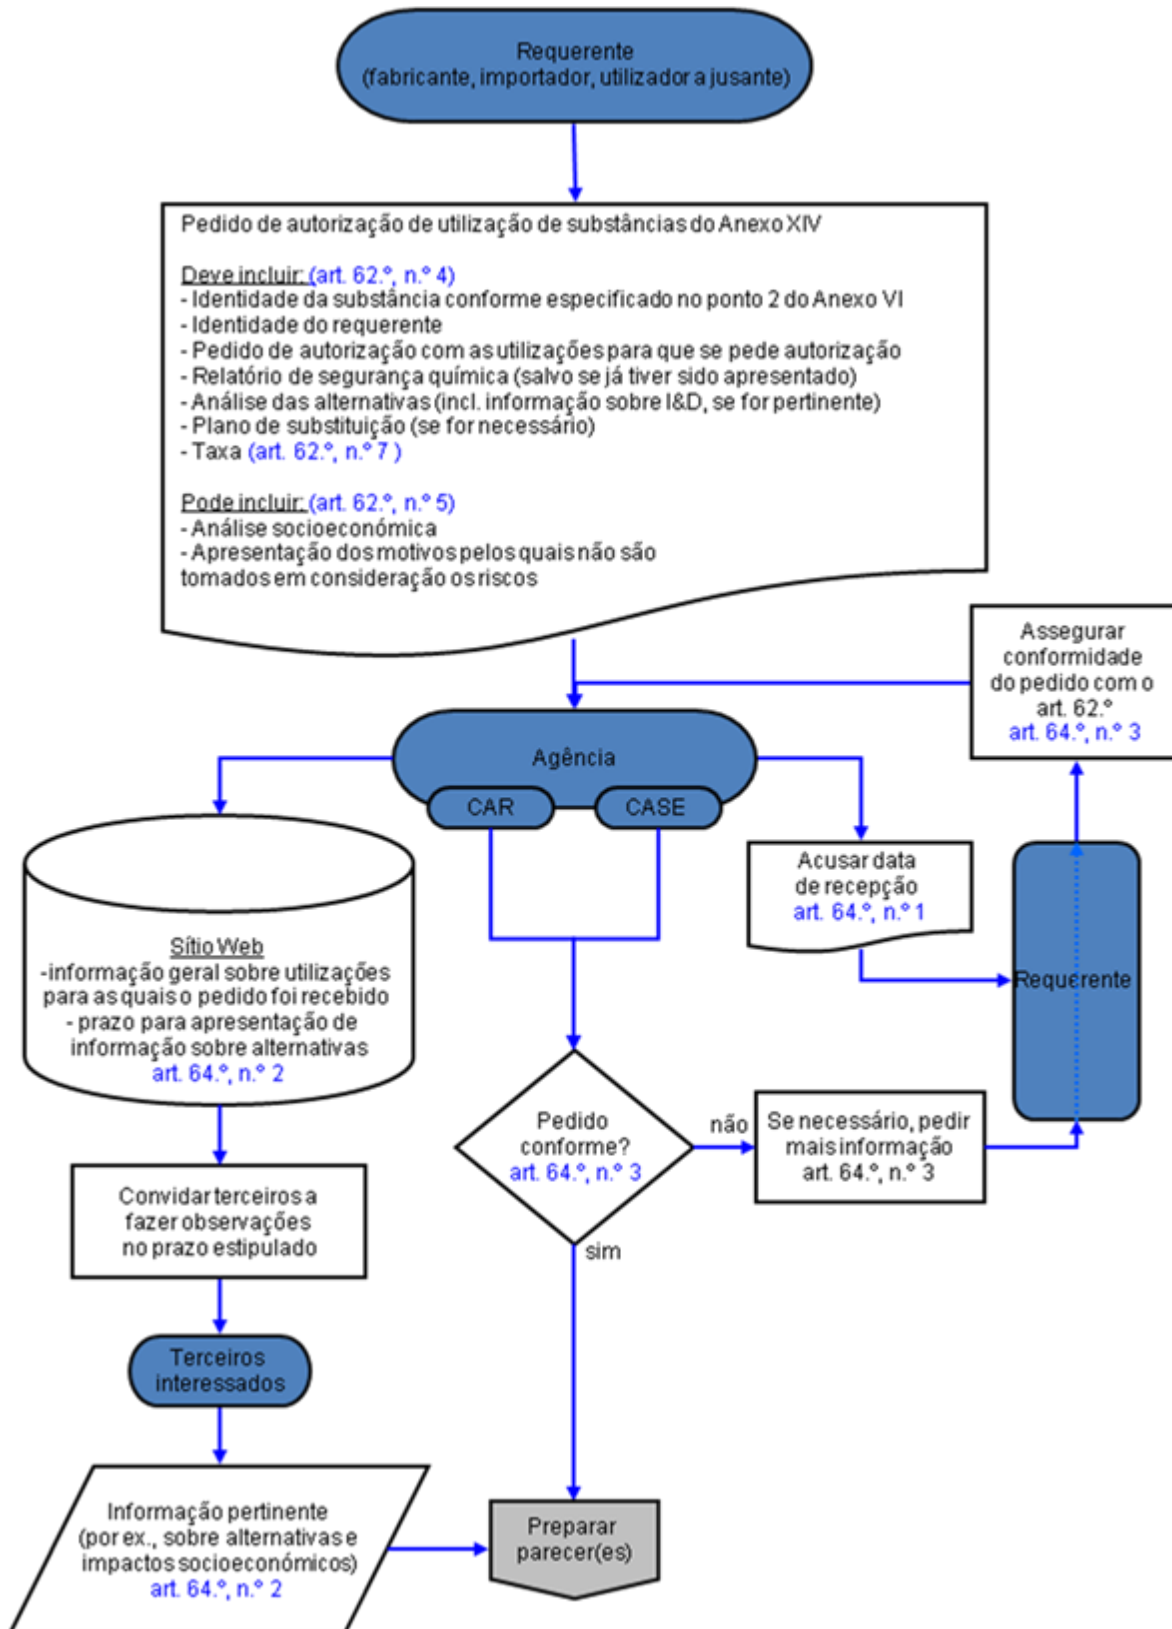 Requerente
(fabricante, importador, utilizador a jusante)
Pedido de autorização de utilização de substâncias do Anexo XIV
Deve incluir: (art. 62.º, n.º 4)
- Identidade da substância conforme especificado no ponto 2 do Anexo VI
- Identidade do requerente
- Pedido de autorização com as utilizações para que se pede autorização
- Relatório de segurança química (salvo se já tiver sido apresentado)
- Análise das alternativas (incl. informação sobre I&D, se for pertinente)
- Plano de substituição (se for necessário)
- Taxa (art. 62.º, n.º 7 )
Pode incluir: (art. 62.º, n.º 5)
- Análise socioeconómica
- Apresentação dos motivos pelos quais não são
tomados em consideração os riscos
Assegurar
conformidade
do pedido com o
art. 62.º
art. 64.º, n.º 3
Agência
CAR
CASE
Acusar data
de recepção
art. 64.º, n.º 1
Requerente
Sítio Web
-informação geral sobre utilizações
para as quais o pedido foi recebido
- prazo para apresentação de
informação sobre alternativas
art. 64.º, n.º 2
Pedido
conforme?
art. 64.º, n.º 3
não
Se necessário, pedir
mais informação
art. 64.º, n.º 3
sim
Convidar terceiros a
fazer observações
no prazo estipulado
Terceiros
interessados
Informação pertinente
(por ex., sobre alternativas e
impactos socioeconómicos)
art. 64.º, n.º 2
Preparar
parecer(es)